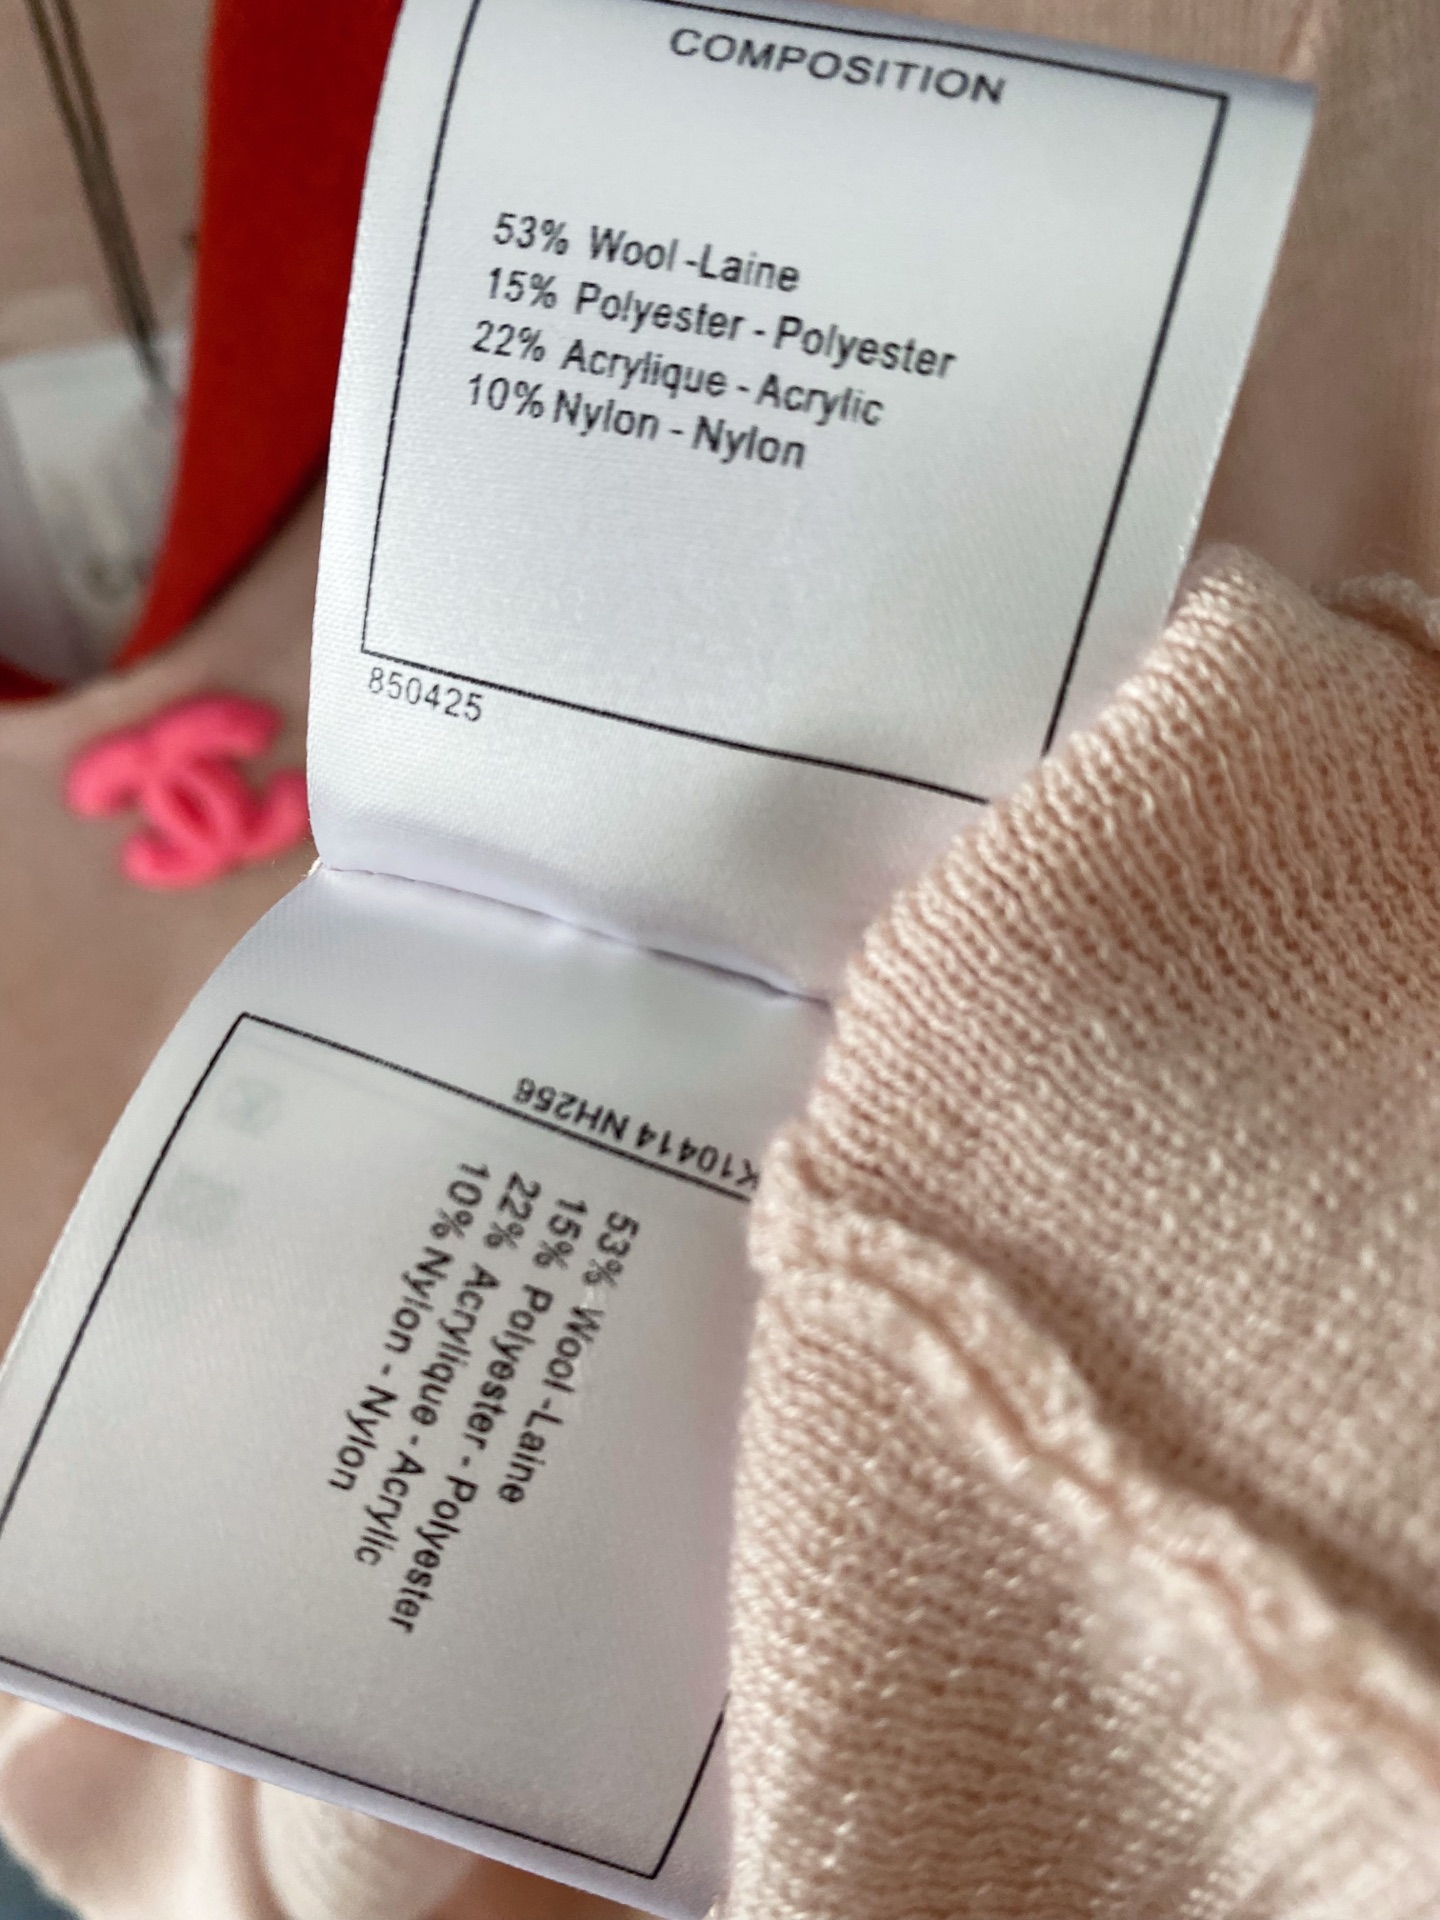 COMPOSITION
53% Wool -Laine
15% Polyester - Polyester
22% Acrylique - Acrylic
10% Nylon - Nylon
850425
K10414 NH256
53% Wool -Laine
15% Polyester - Polyester
22% Acrylique - Acrylic
10% Nylon - Nylon